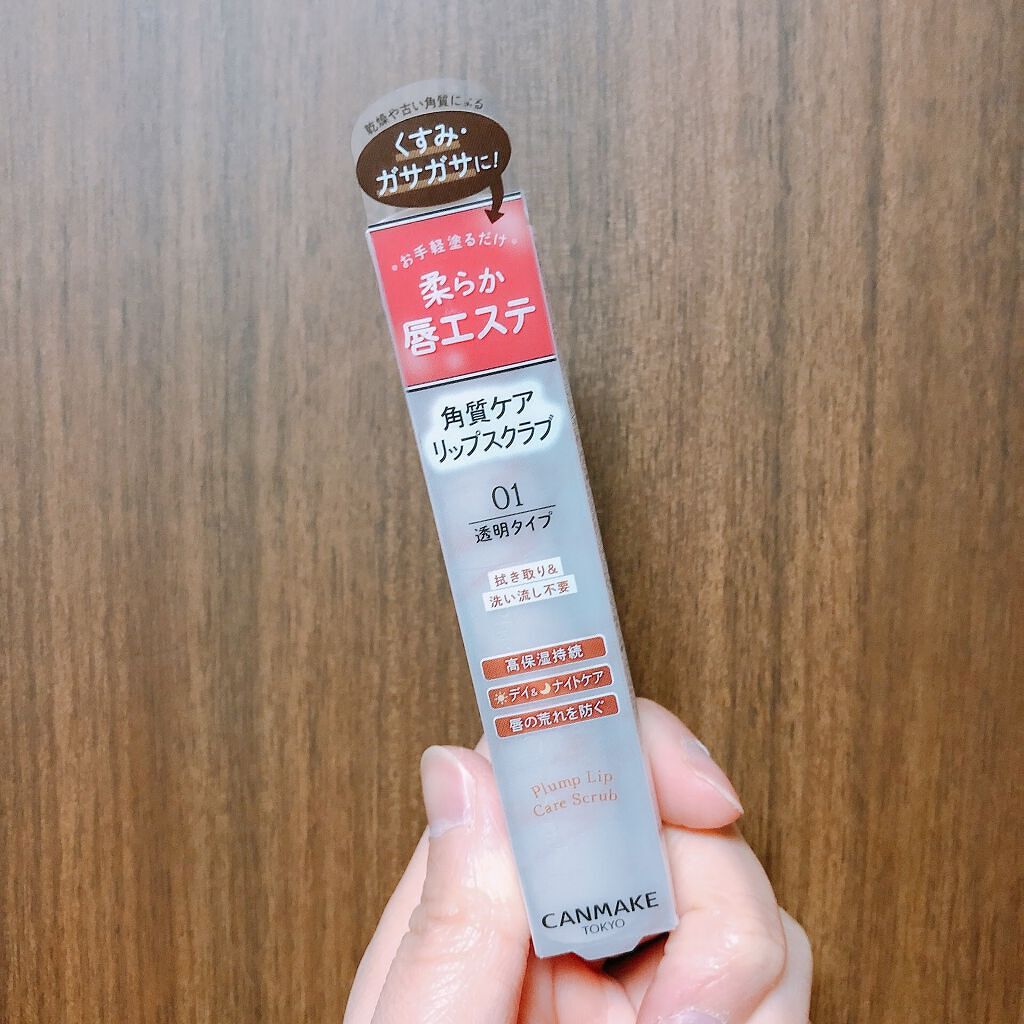 乾燥や古い角質による
くすみ・
ガサガサに!
お手軽塗るだけ
柔らか
唇エステ
角質ケア
リップスクラブ
01
透明タイプ
拭き取り&
洗い流し不要
高保湿持続
デイ&ナイトケア
唇の荒れを防ぐ
Plump Lip
Care Scrub
CANMAKE
TOKYO